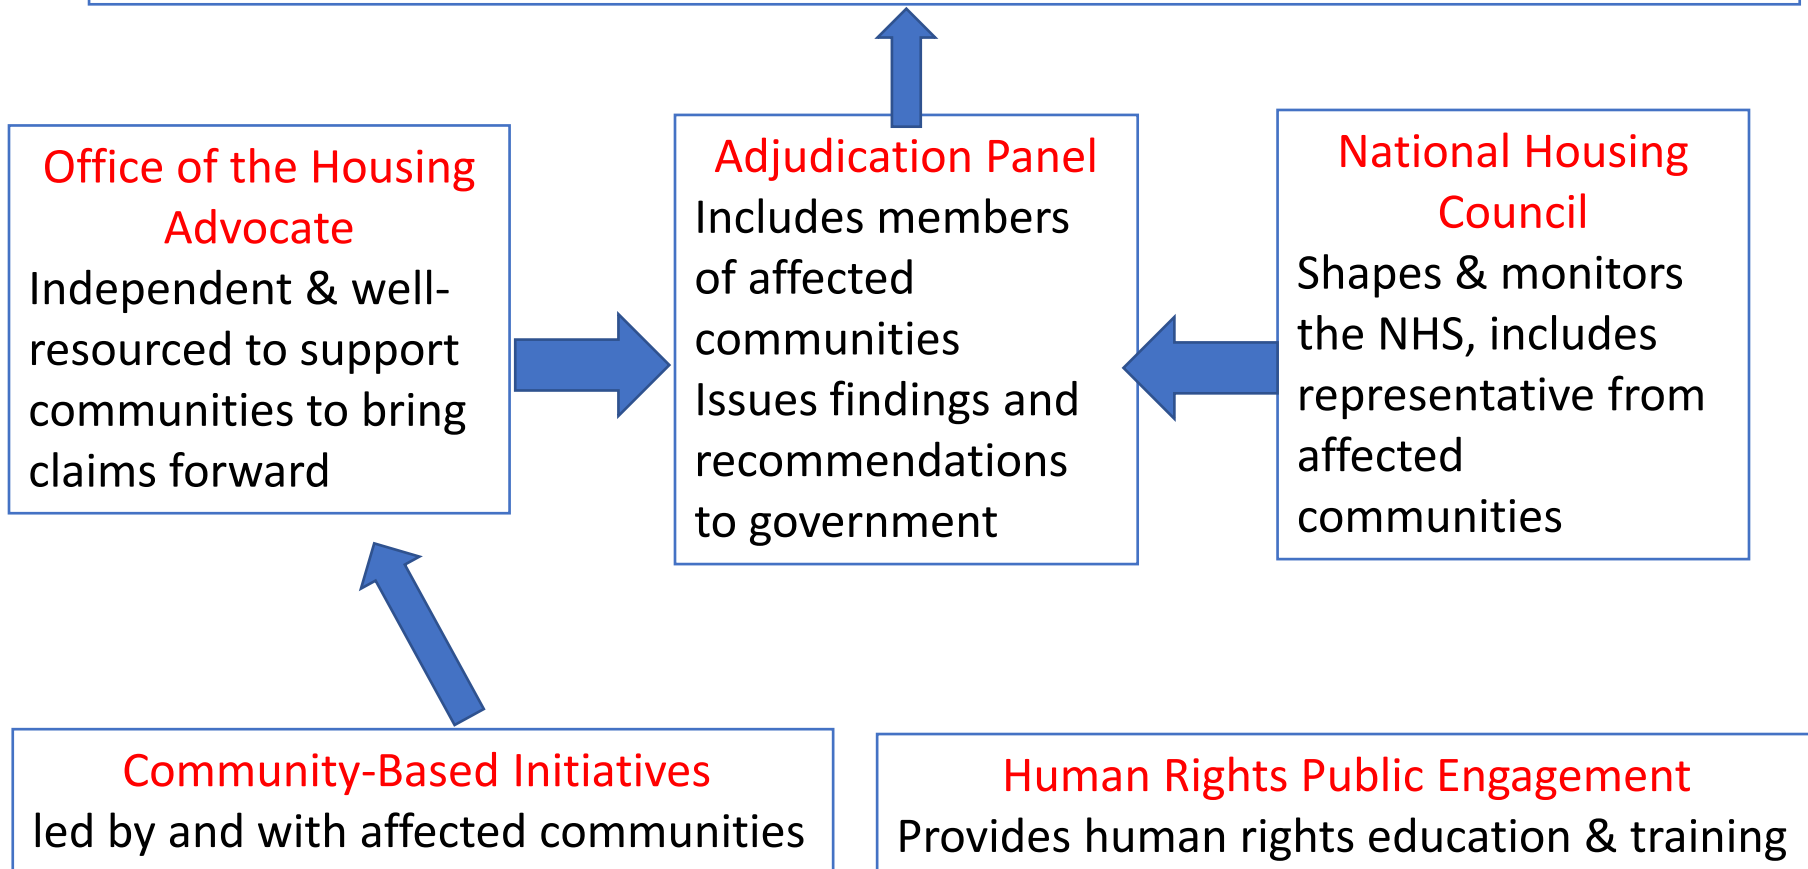 Office of the Housing
Advocate
Independent & well-
resourced to support
communities to bring
claims forward
Adjudication Panel
Includes members
of affected
communities
Issues findings and
recommendations
to government
National Housing
Council
Shapes & monitors
the NHS, includes
representative from
affected
communities
Community-Based Initiatives
led by and with affected communities
Human Rights Public Engagement
Provides human rights education & training